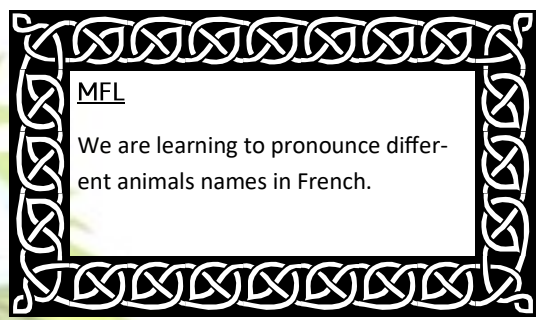 MFL
We are learning to pronounce differ-
ent animals names in French.